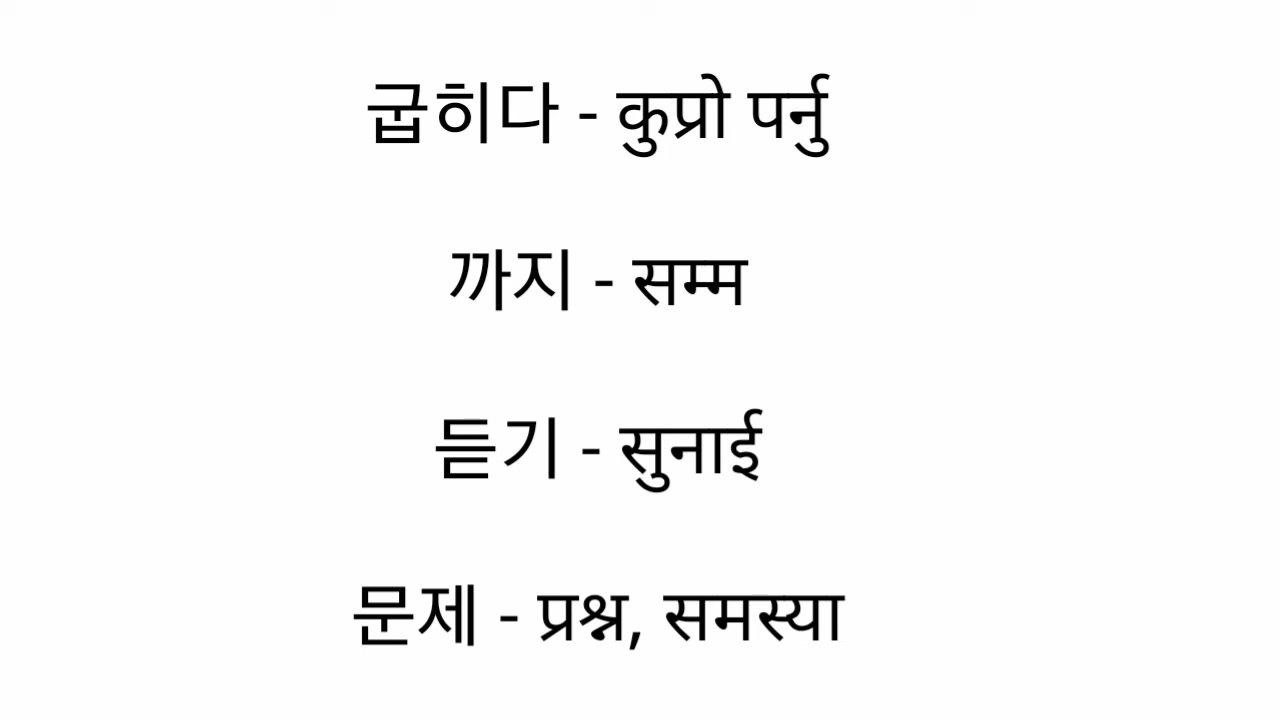 굽히다 - कुप्रो पर्नु
까지 - सम्म
듣기 - सुनाई
문제 - प्रश्न, समस्या